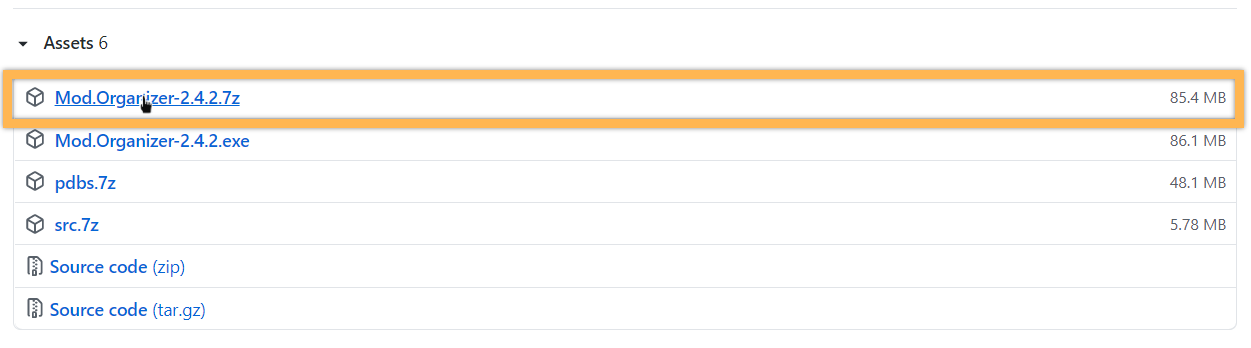 Assets 6
Mod.Organizer-2.4.2.7z 85.4 MB
Mod.Organizer-2.4.2.exe 86.1 MB
pdbs.7z 48.1 MB
src.7z 5.78 MB
Source code (zip)
Source code (tar.gz)